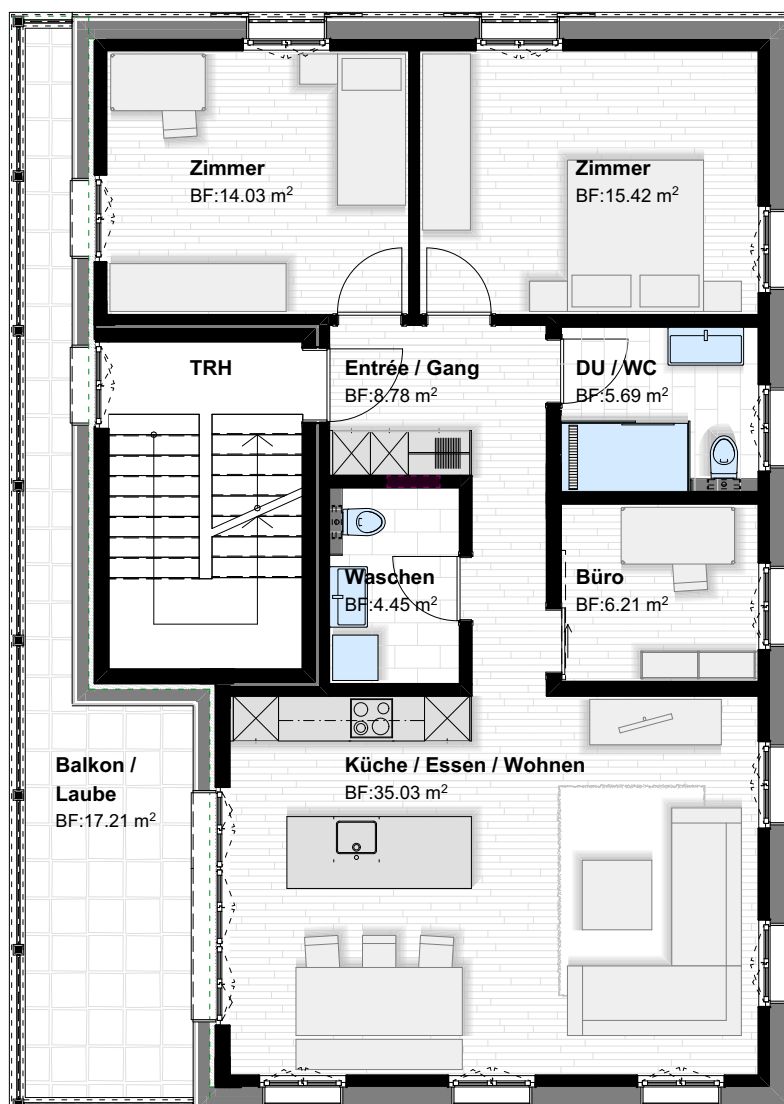 Zimmer
BF:14.03 m²
Zimmer
BF:15.42 m²
TRH
Entrée / Gang
BF:8.78 m²
DU / WC
BF:5.69 m²
Waschen
BF:4.45 m²
Büro
BF:6.21 m²
Balkon /
Laube
BF:17.21 m²
Küche / Essen / Wohnen
BF:35.03 m²